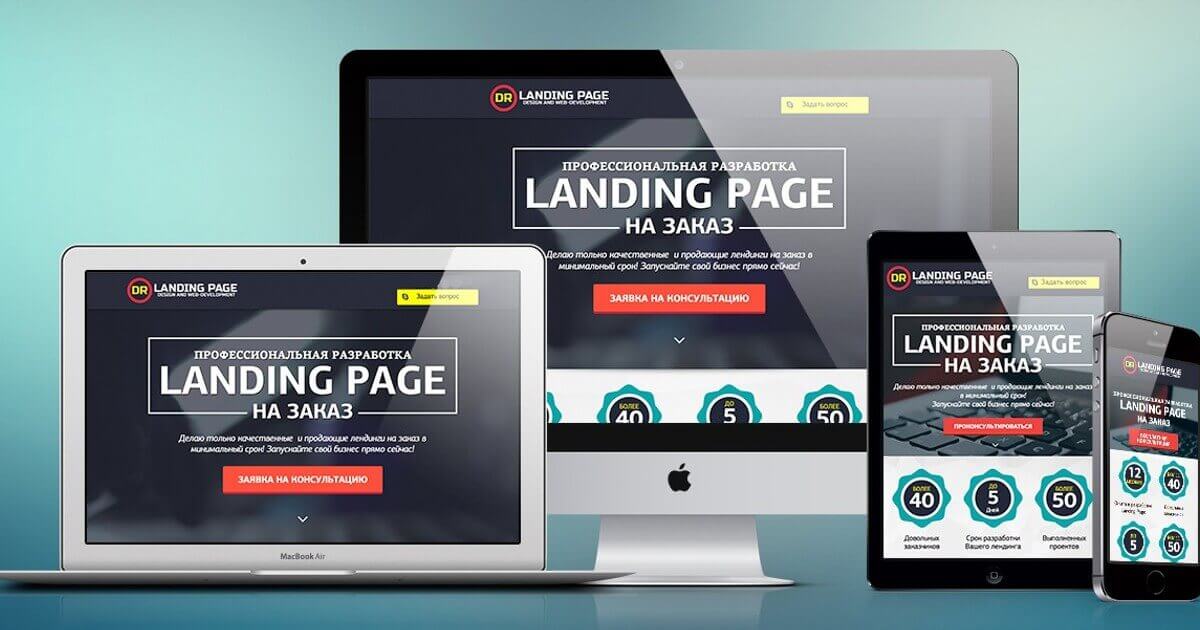 DR LANDING PAGE
DESIGN AND WEB-DEVELOPMENT
Задать вопрос
ПРОФЕССИОНАЛЬНАЯ РАЗРАБОТКА
LANDING PAGE
НА ЗАКАЗ
Делаю только качественные и продающие лендинги на заказ в
минимальный срок! Запускайте свой бизнес прямо сейчас!
ЗАЯВКА НА КОНСУЛЬТАЦИЮ
БОЛЕЕ
40
ДО
5
БОЛЕЕ
50
DR LANDING PAGE
DESIGN AND WEB-DEVELOPMENT
Задать вопрос
ПРОФЕССИОНАЛЬНАЯ РАЗРАБОТКА
LANDING PAGE
НА ЗАКАЗ
Делаю только качественные и продающие лендинги на заказ в
минимальный срок! Запускайте свой бизнес прямо сейчас!
ЗАЯВКА НА КОНСУЛЬТАЦИЮ
MacBook Air
DR LANDING PAGE
DESIGN AND WEB-DEVELOPMENT
Задать вопрос
ПРОФЕССИОНАЛЬНАЯ РАЗРАБОТКА
LANDING PAGE
НА ЗАКАЗ
Делаю только качественные и продающие лендинги на заказ
в минимальный срок!
Запускайте свой бизнес прямо сейчас!
ПРОКОНСУЛЬТИРОВАТЬСЯ
БОЛЕЕ
40
Довольных
заказчиков
ДО
5
Дней
Срок разработки
Вашего лендинга
БОЛЕЕ
50
Выполненных
проектов
LANDING PAGE
ПРОФЕССИОНАЛЬНАЯ РАЗРАБОТКА
LANDING PAGE
НА ЗАКАЗ
12
40
Landing Page
5
50